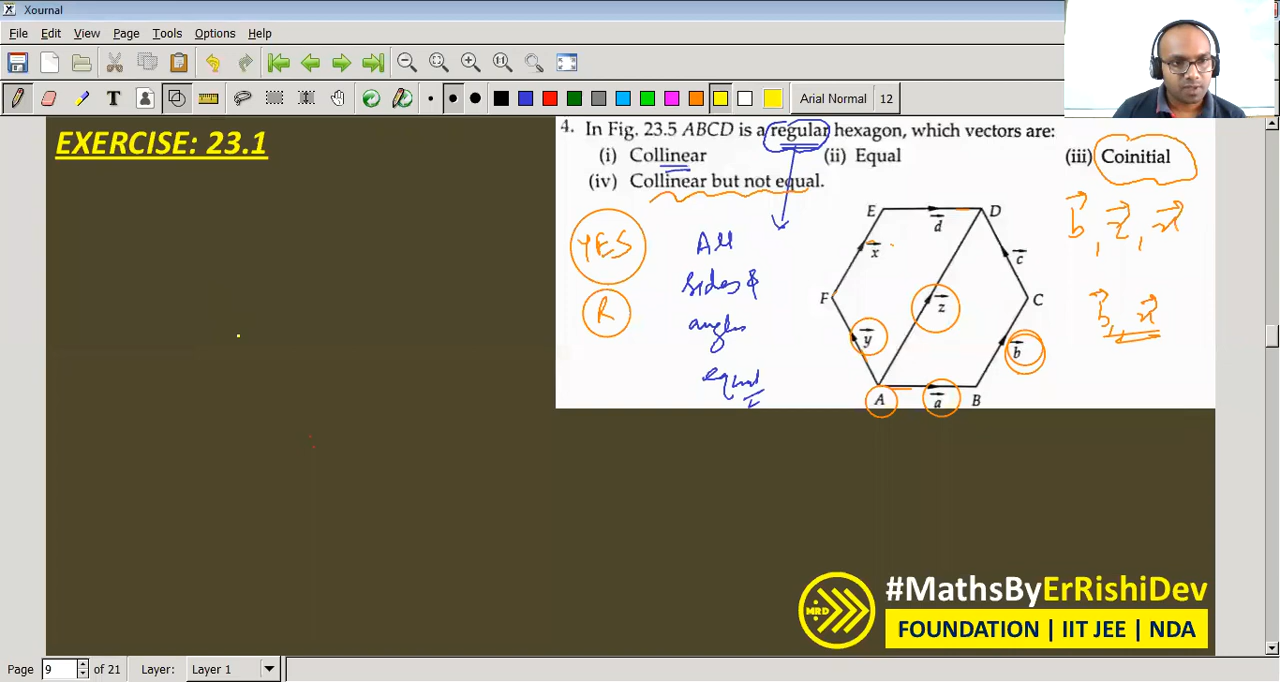 Xournal
File Edit View Page Tools Options Help
T
Arial Normal 12
EXERCISE: 23.1
4. In Fig. 23.5 ABCD is a regular hexagon, which vectors are:
(i) Collinear (ii) Equal (iii) Coinitial
(iv) Collinear but not equal.
YES
R
All
sides &
angles
equal
E D
d
x
c
F
z
C
y
b
A a B
b, z, x
b, x
#MathsByErRishiDev
MRD
FOUNDATION | IIT JEE | NDA
Page 9 of 21 Layer: Layer 1